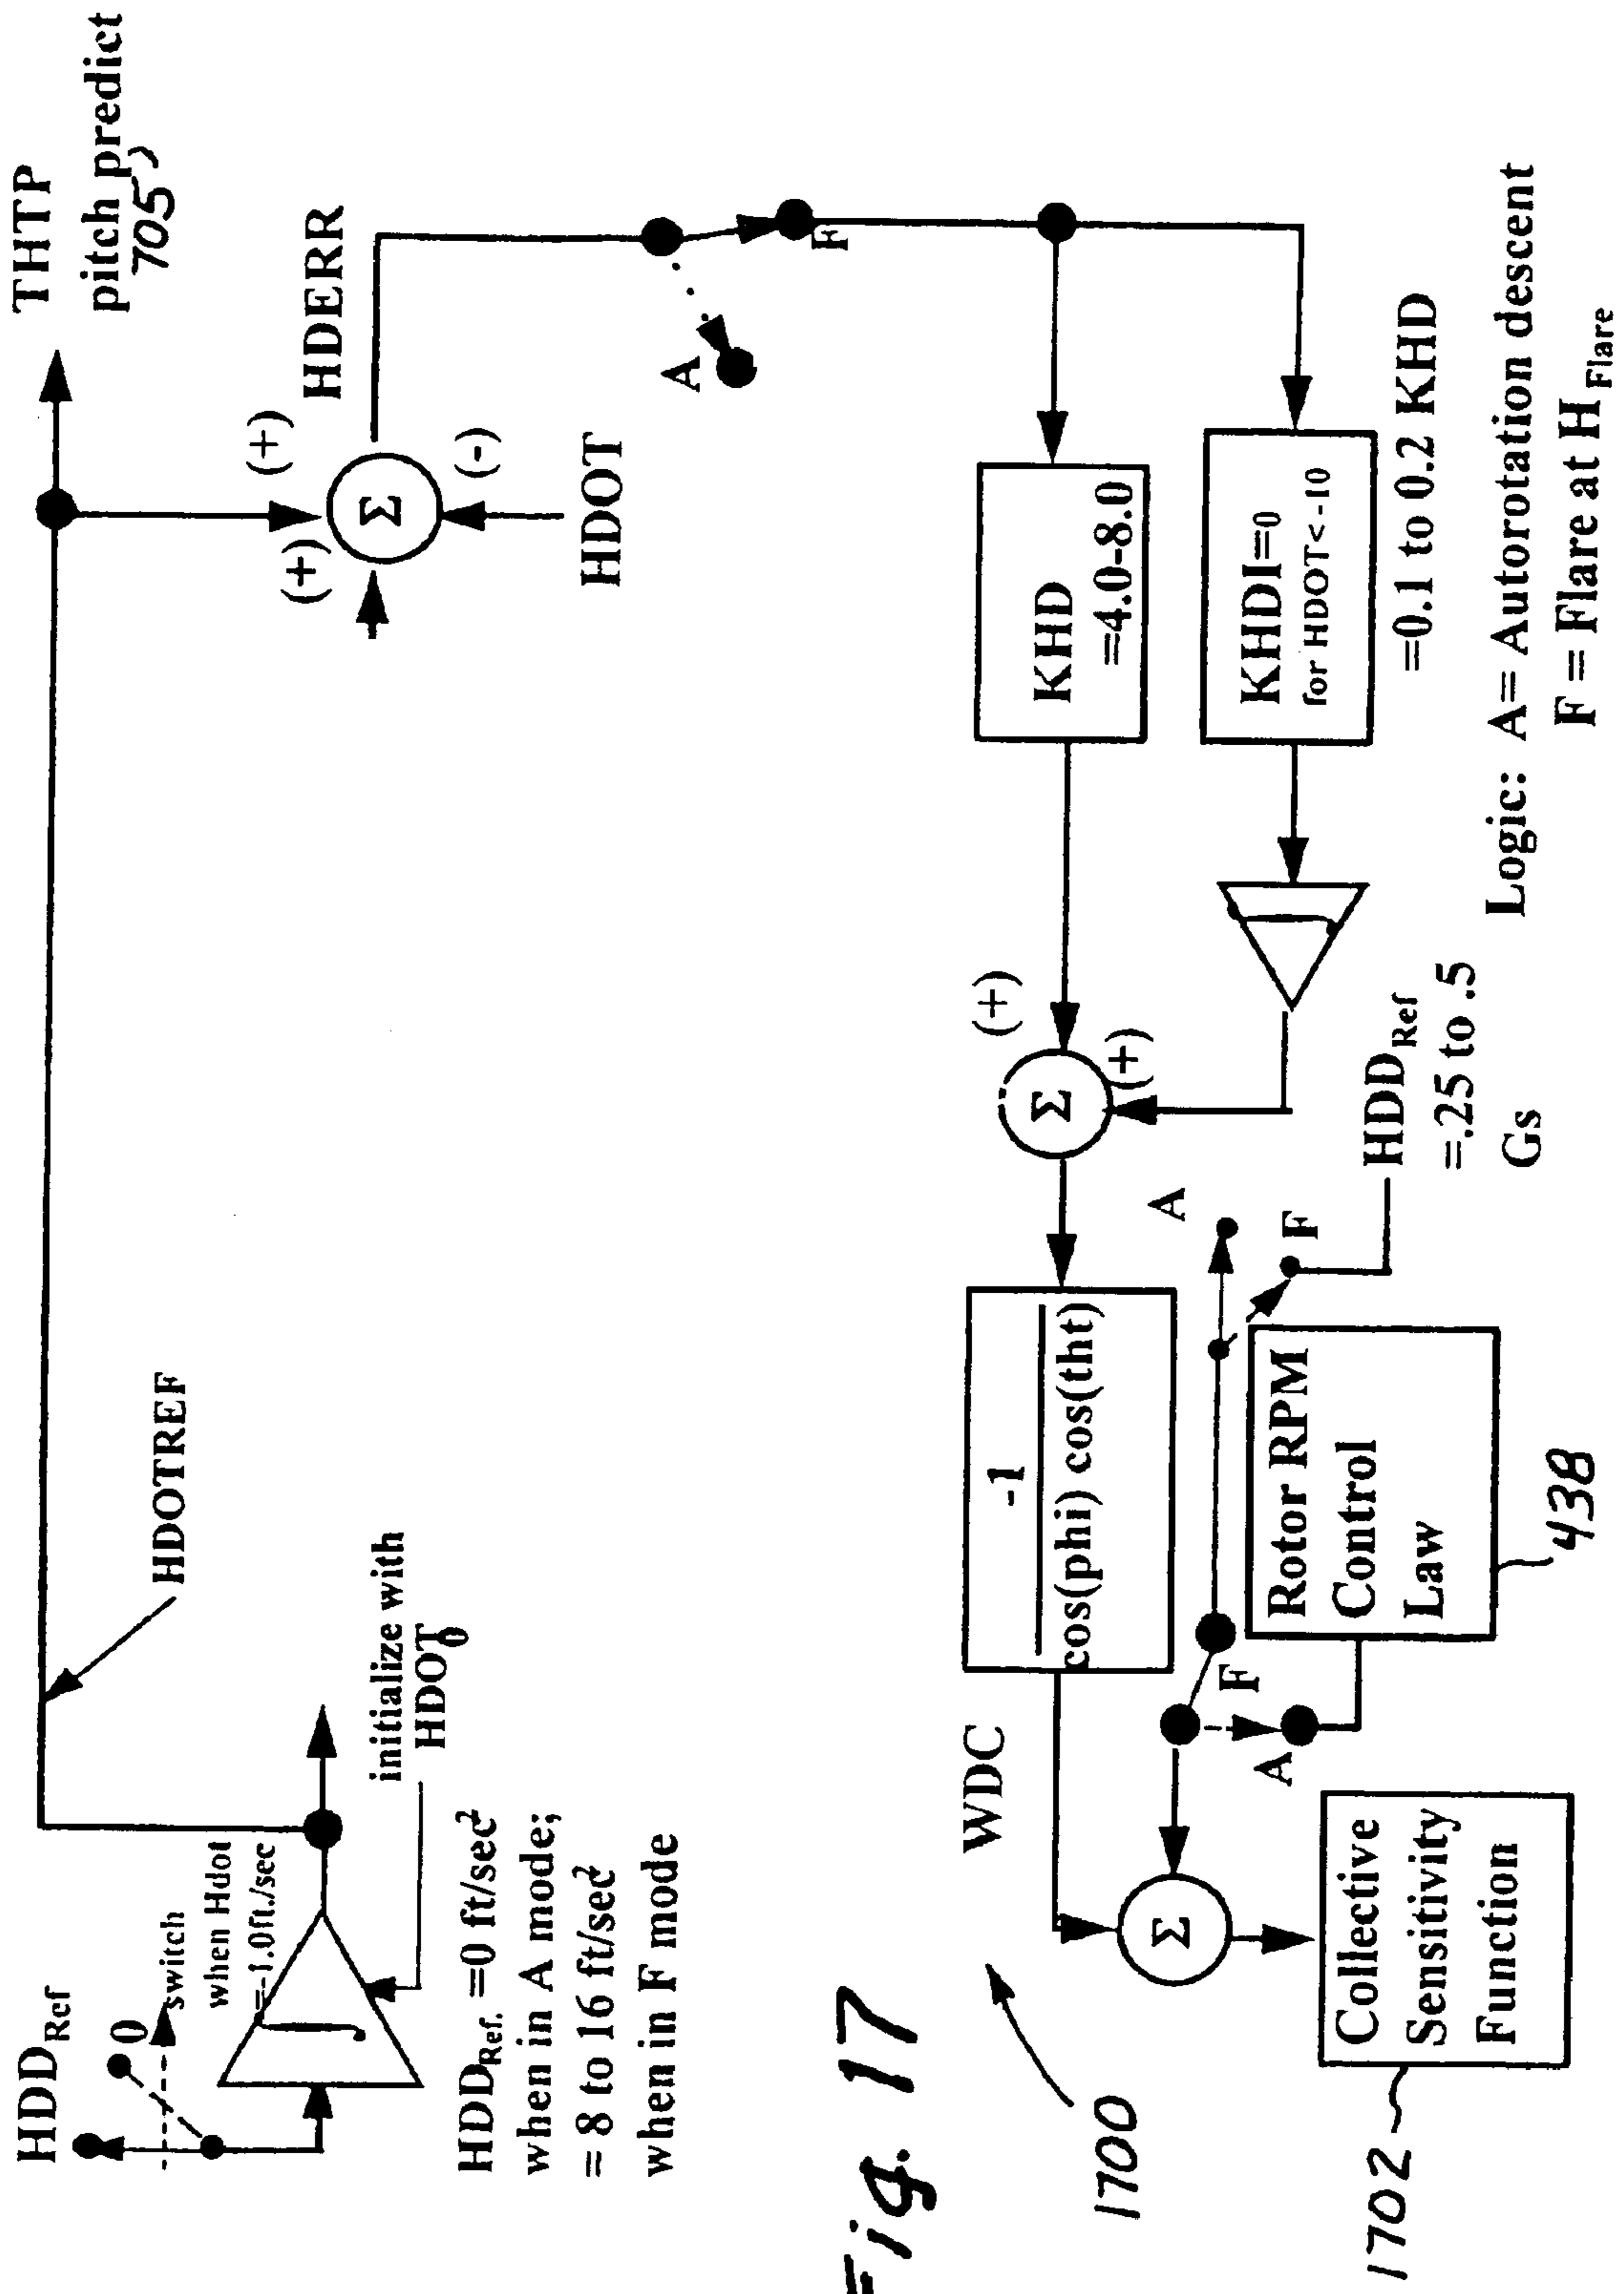 HDD Ref
0
switch
when Hdot
=-1.0ft./sec
initialize with
HDOT0
HDD Ref. =0 ft/sec2
when in A mode;
= 8 to 16 ft/sec2
when in F mode
HDOTREF
THTP
pitch predict
705
(+)
(+)
Σ
(-)
HDOT
HDERR
A
F
KHD
=4.0-8.0
KHDI=0
for HDOT<-10
=0.1 to 0.2 KHD
Logic: A= Autorotation descent
F = Flare at H Flare
(+)
Σ
(+)
HDD Ref
=.25 to .5
Gs
A
F
-1
cos(phi) cos(tht)
WDC
F
A
Rotor RPM
Control
Law
438
Σ
Collective
Sensitivity
Function
1702
1700
Fig. 17